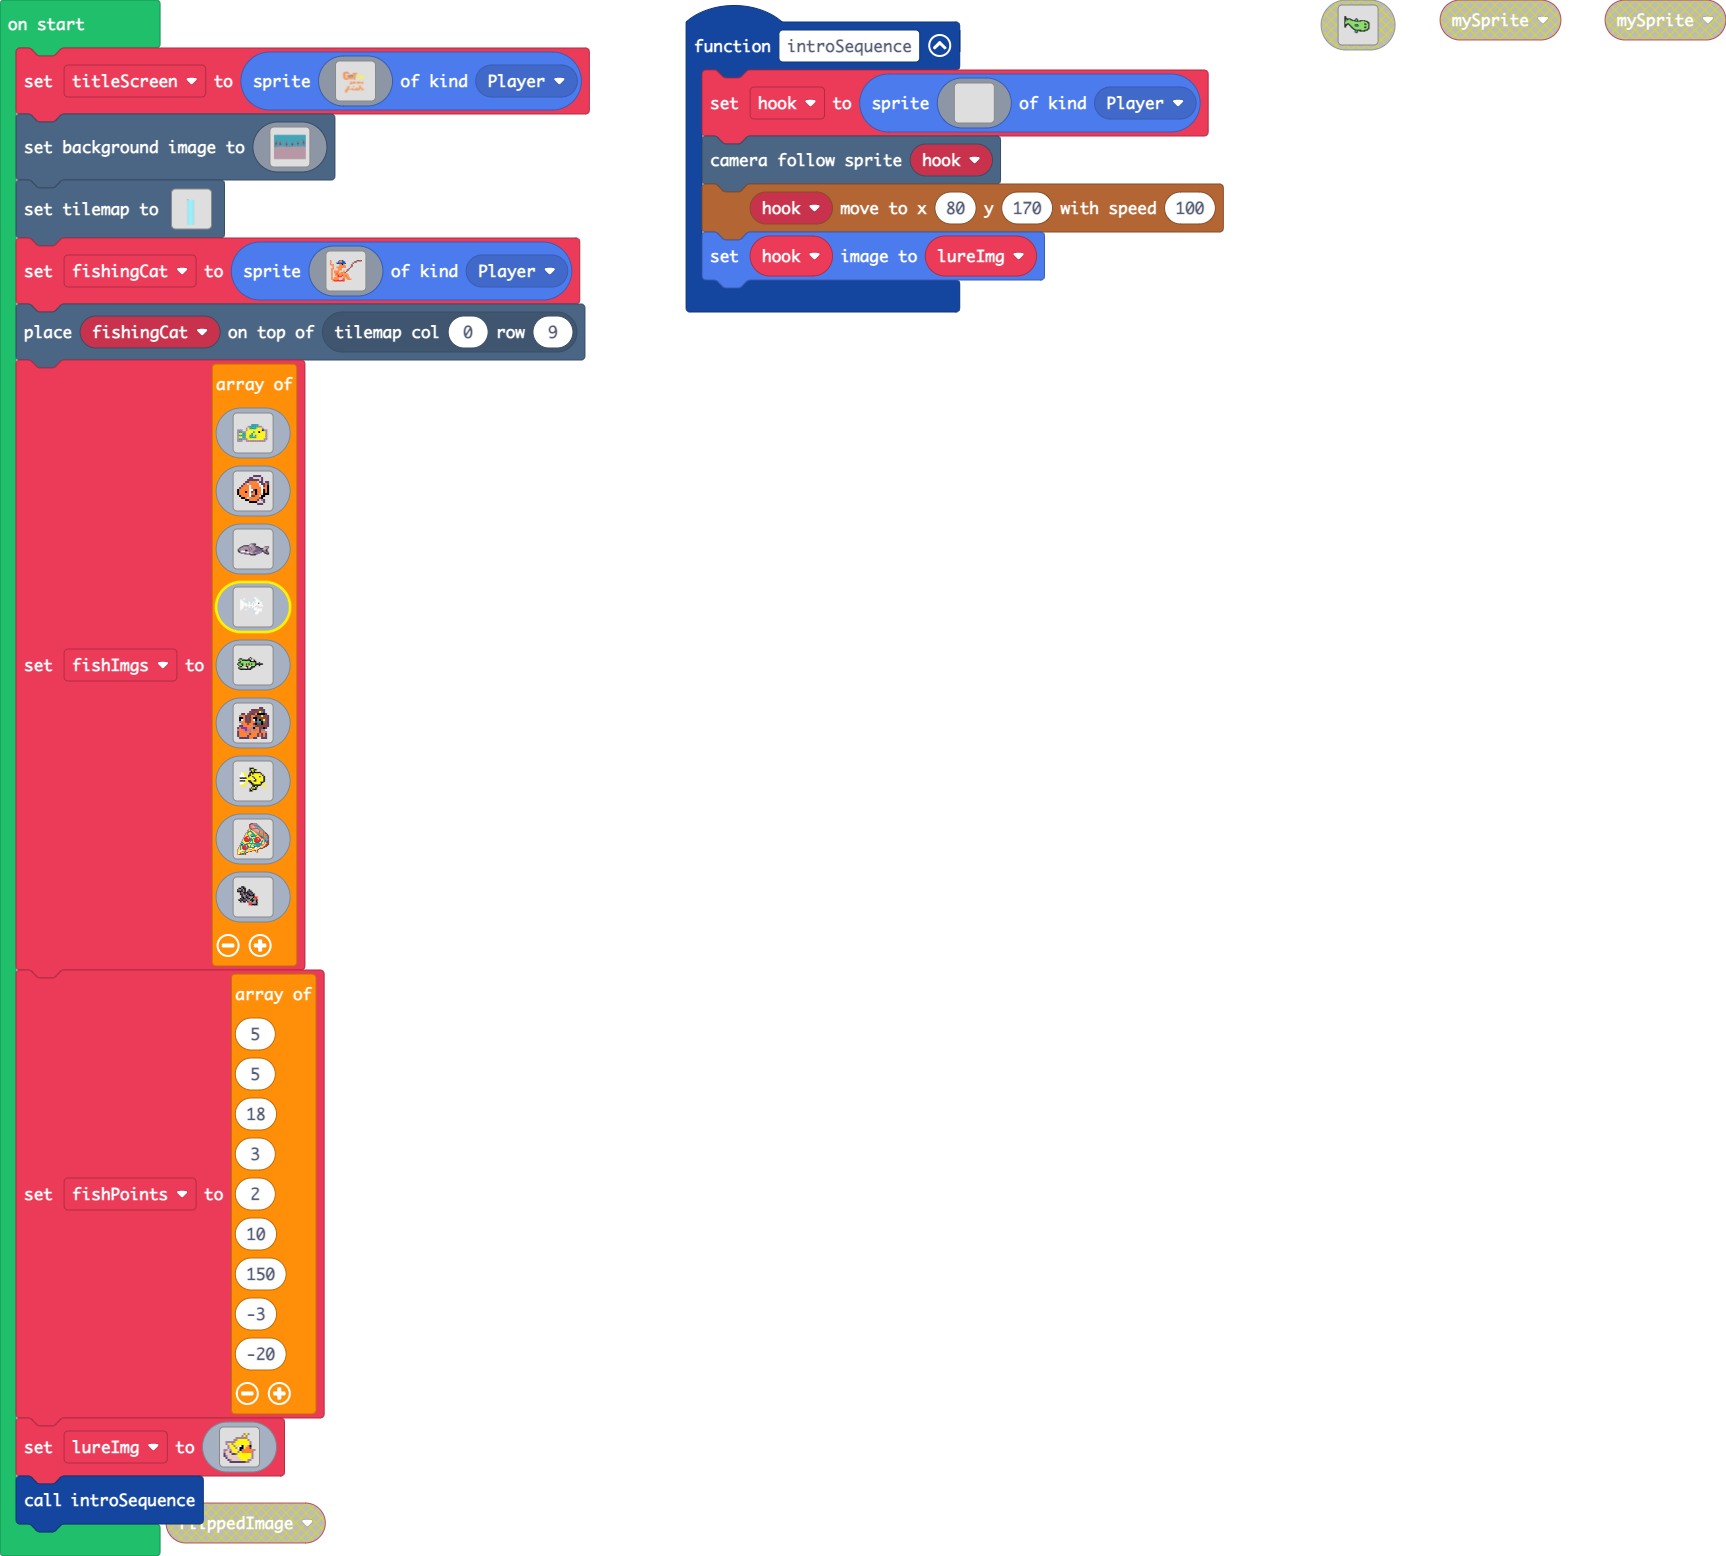 on start
set titleScreen to sprite of kind Player
set background image to
set tilemap to
set fishingCat to sprite of kind Player
place fishingCat on top of tilemap col 0 row 9
set fishImgs to array of
set fishPoints to array of
5
5
18
3
2
10
150
-3
-20
set lureImg to
call introSequence
function introSequence
set hook to sprite of kind Player
camera follow sprite hook
hook move to x 80 y 170 with speed 100
set hook image to lureImg
mySprite
mySprite